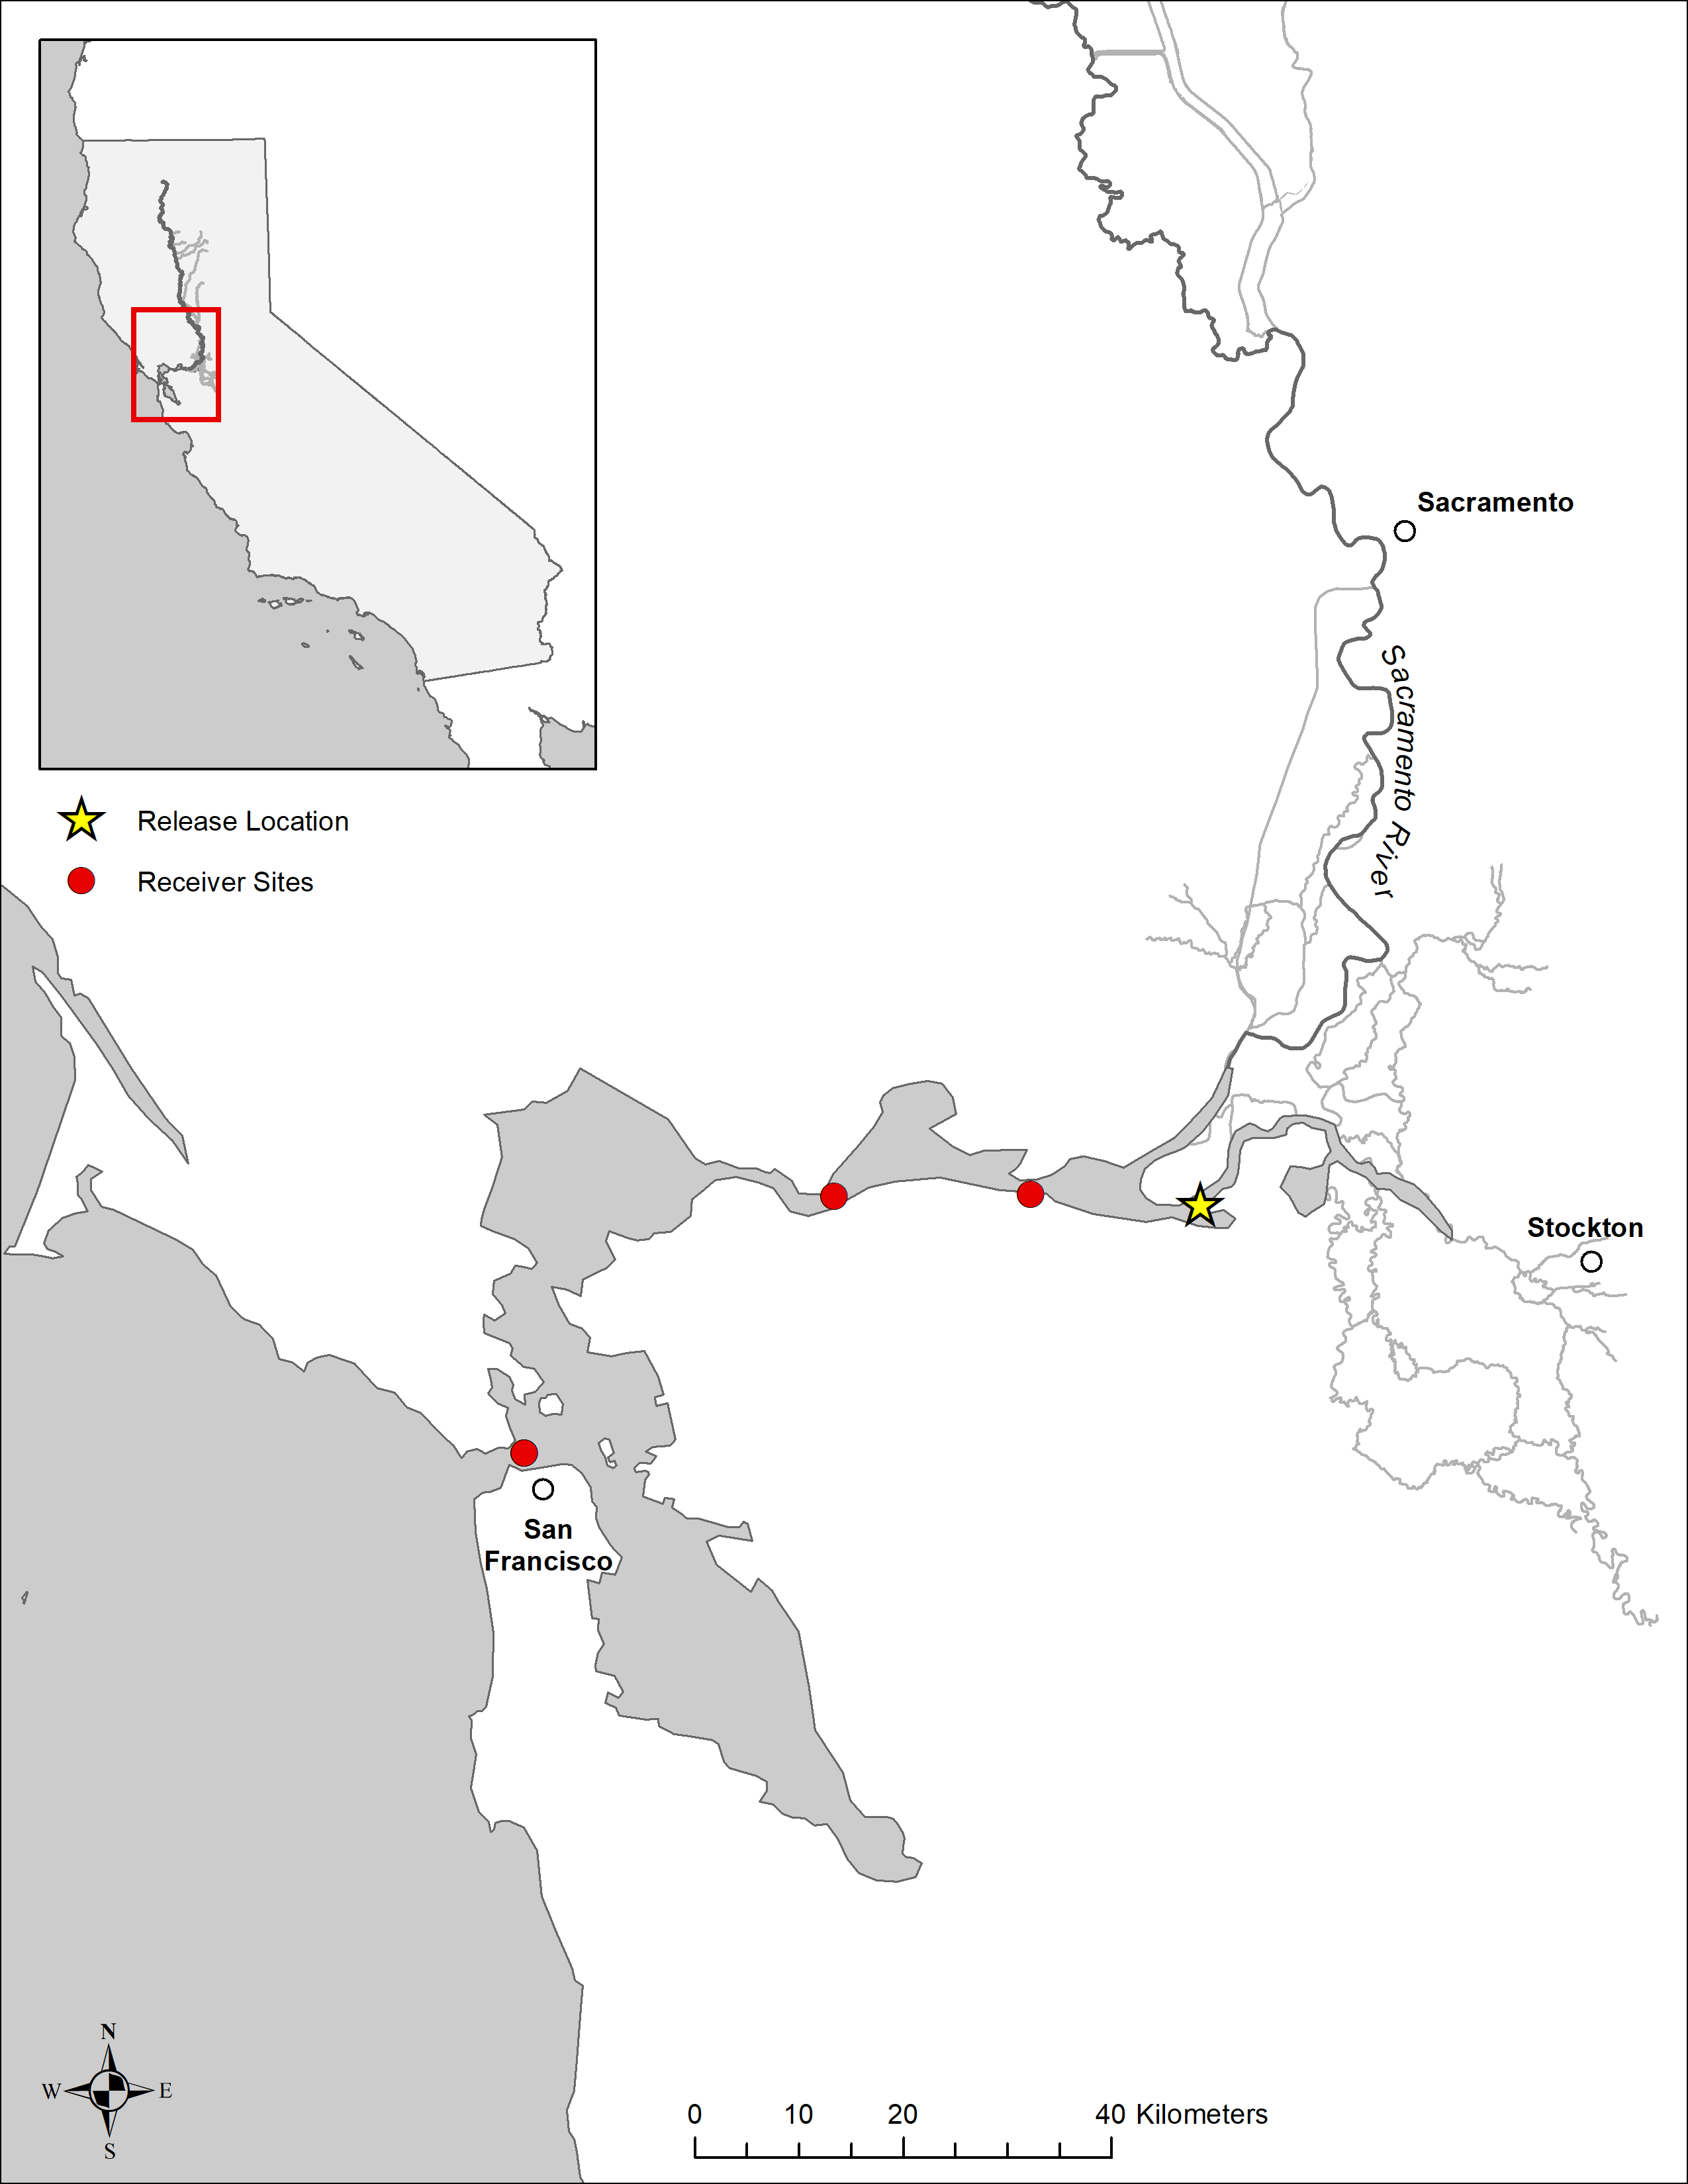 Sacramento
Sacramento River
Release Location
Receiver Sites
Stockton
San
Francisco
N
W E
S
0 10 20 40 Kilometers